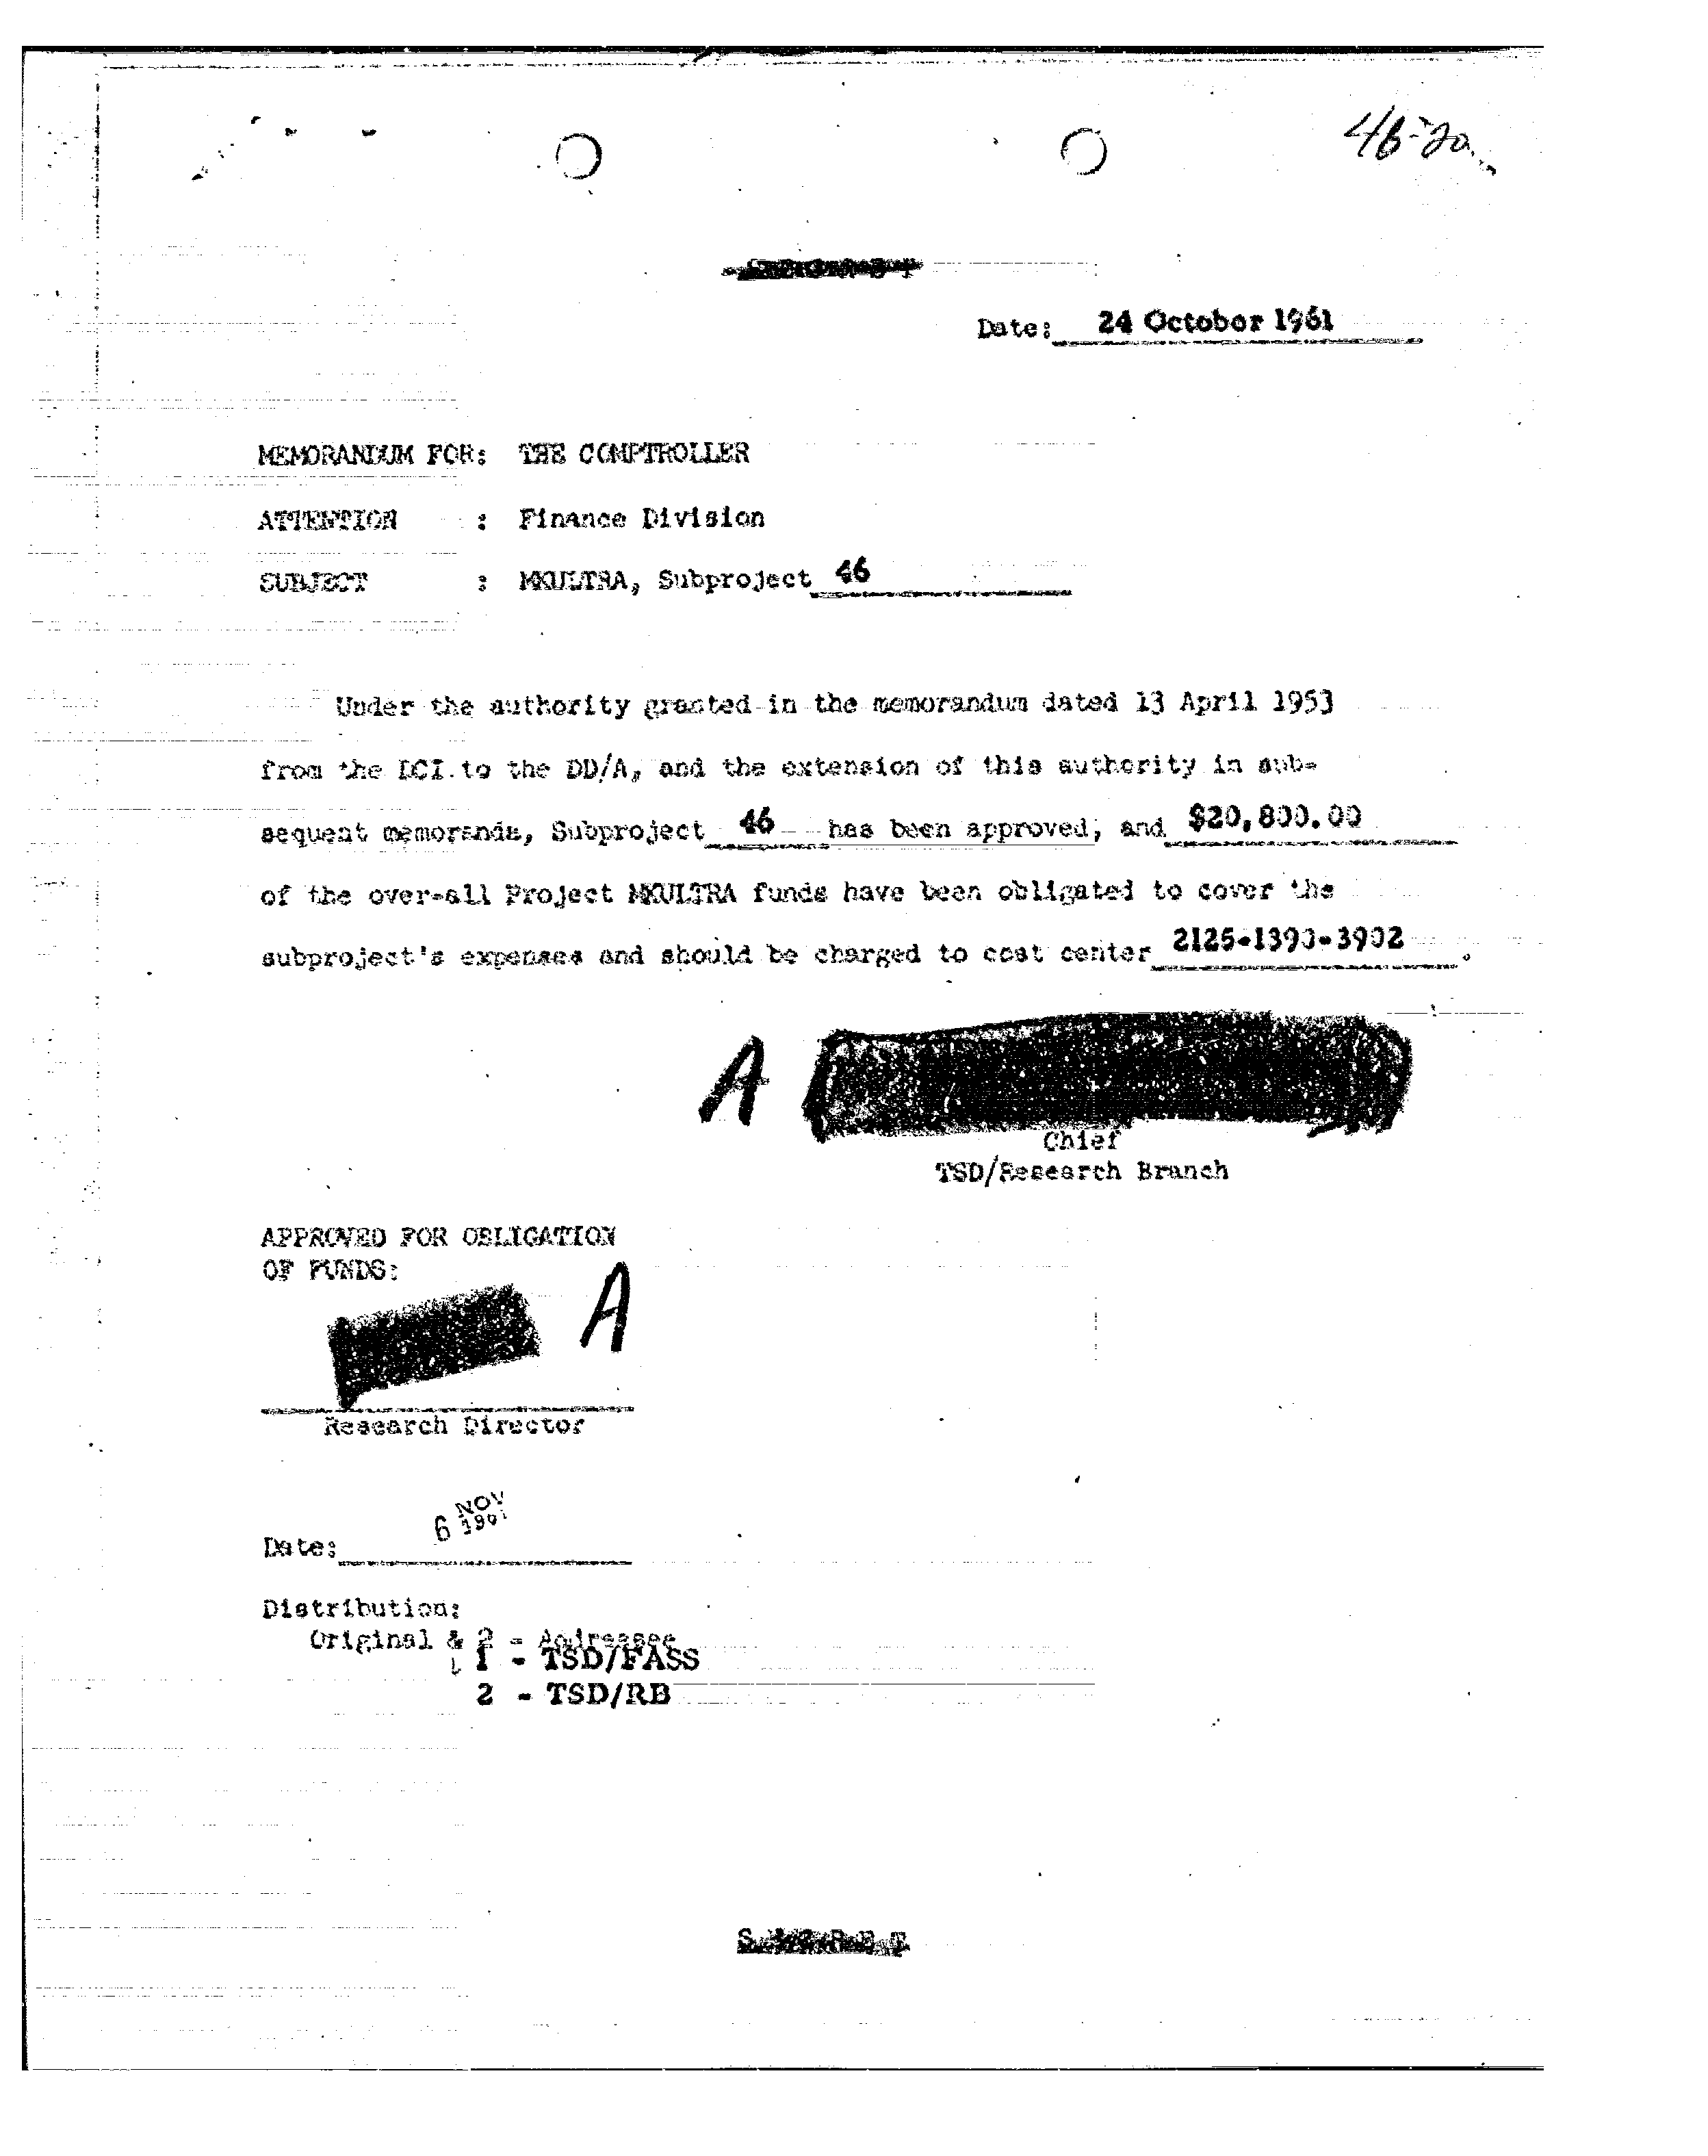 46-20
Date: 24 October 1961
MEMORANDUM FOR: THE COMPTROLLER
ATTENTION : Finance Division
SUBJECT : MKULTRA, Subproject 46
Under the authority granted in the memorandum dated 13 April 1953
from the DCI to the DD/A, and the extension of this authority in sub-
sequent memoranda, Subproject 46 has been approved, and $20,800.00
of the over-all Project MKULTRA funds have been obligated to cover the
subproject's expenses and should be charged to cost center 2125-1390-3902.
A
Chief
TSD/Research Branch
APPROVED FOR OBLIGATION
OF FUNDS:
A
Research Director
Date: 6 NOV 1961
Distribution:
Original & 2 - Addressee
1 - TSD/FASS
2 - TSD/RB
SECRET